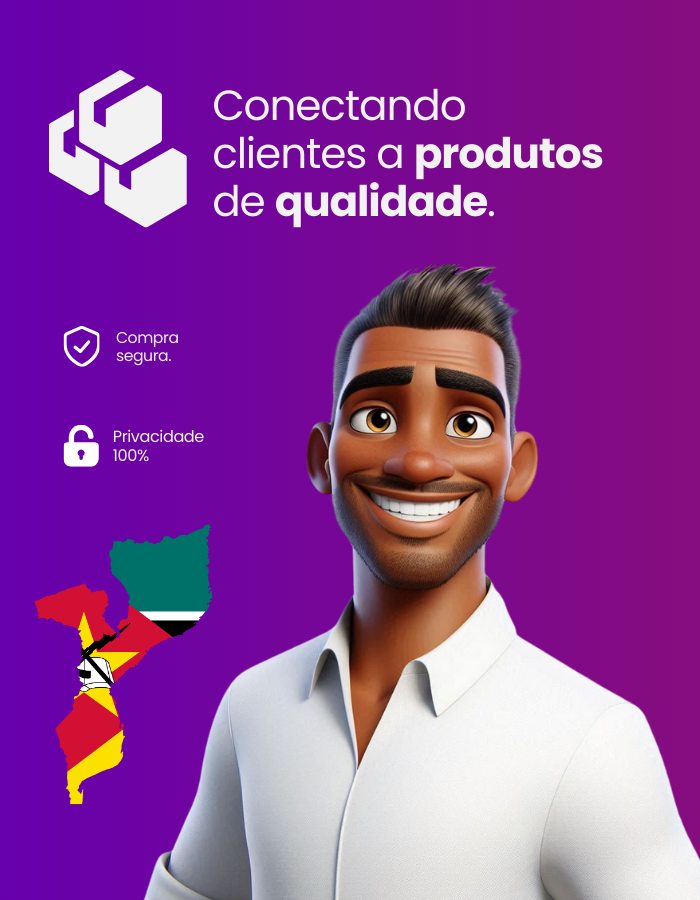 Conectando
clientes a produtos
de qualidade.
Compra
segura.
Privacidade
100%